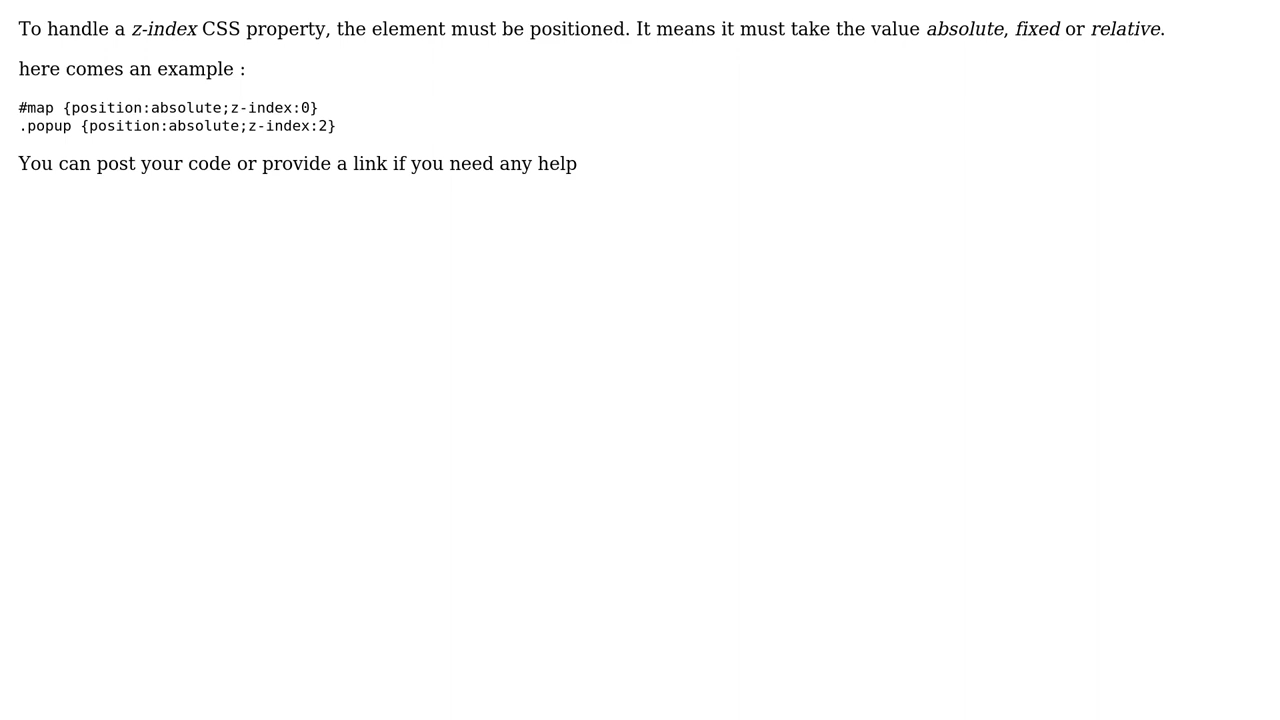 To handle a z-index CSS property, the element must be positioned. It means it must take the value absolute, fixed or relative.
here comes an example :
#map {position:absolute;z-index:0}
.popup {position:absolute;z-index:2}
You can post your code or provide a link if you need any help